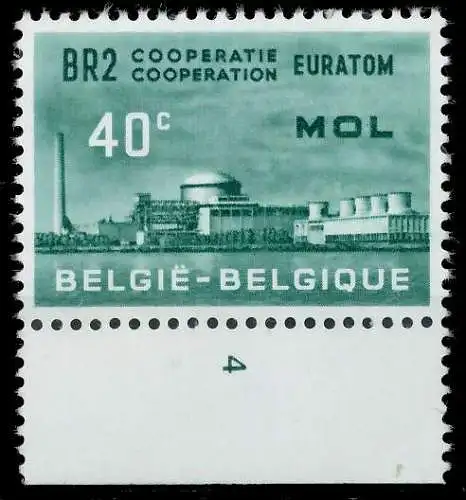 BR2 COOPERATIE COOPERATION EURATOM
40c MOL
BELGIË-BELGIQUE
4